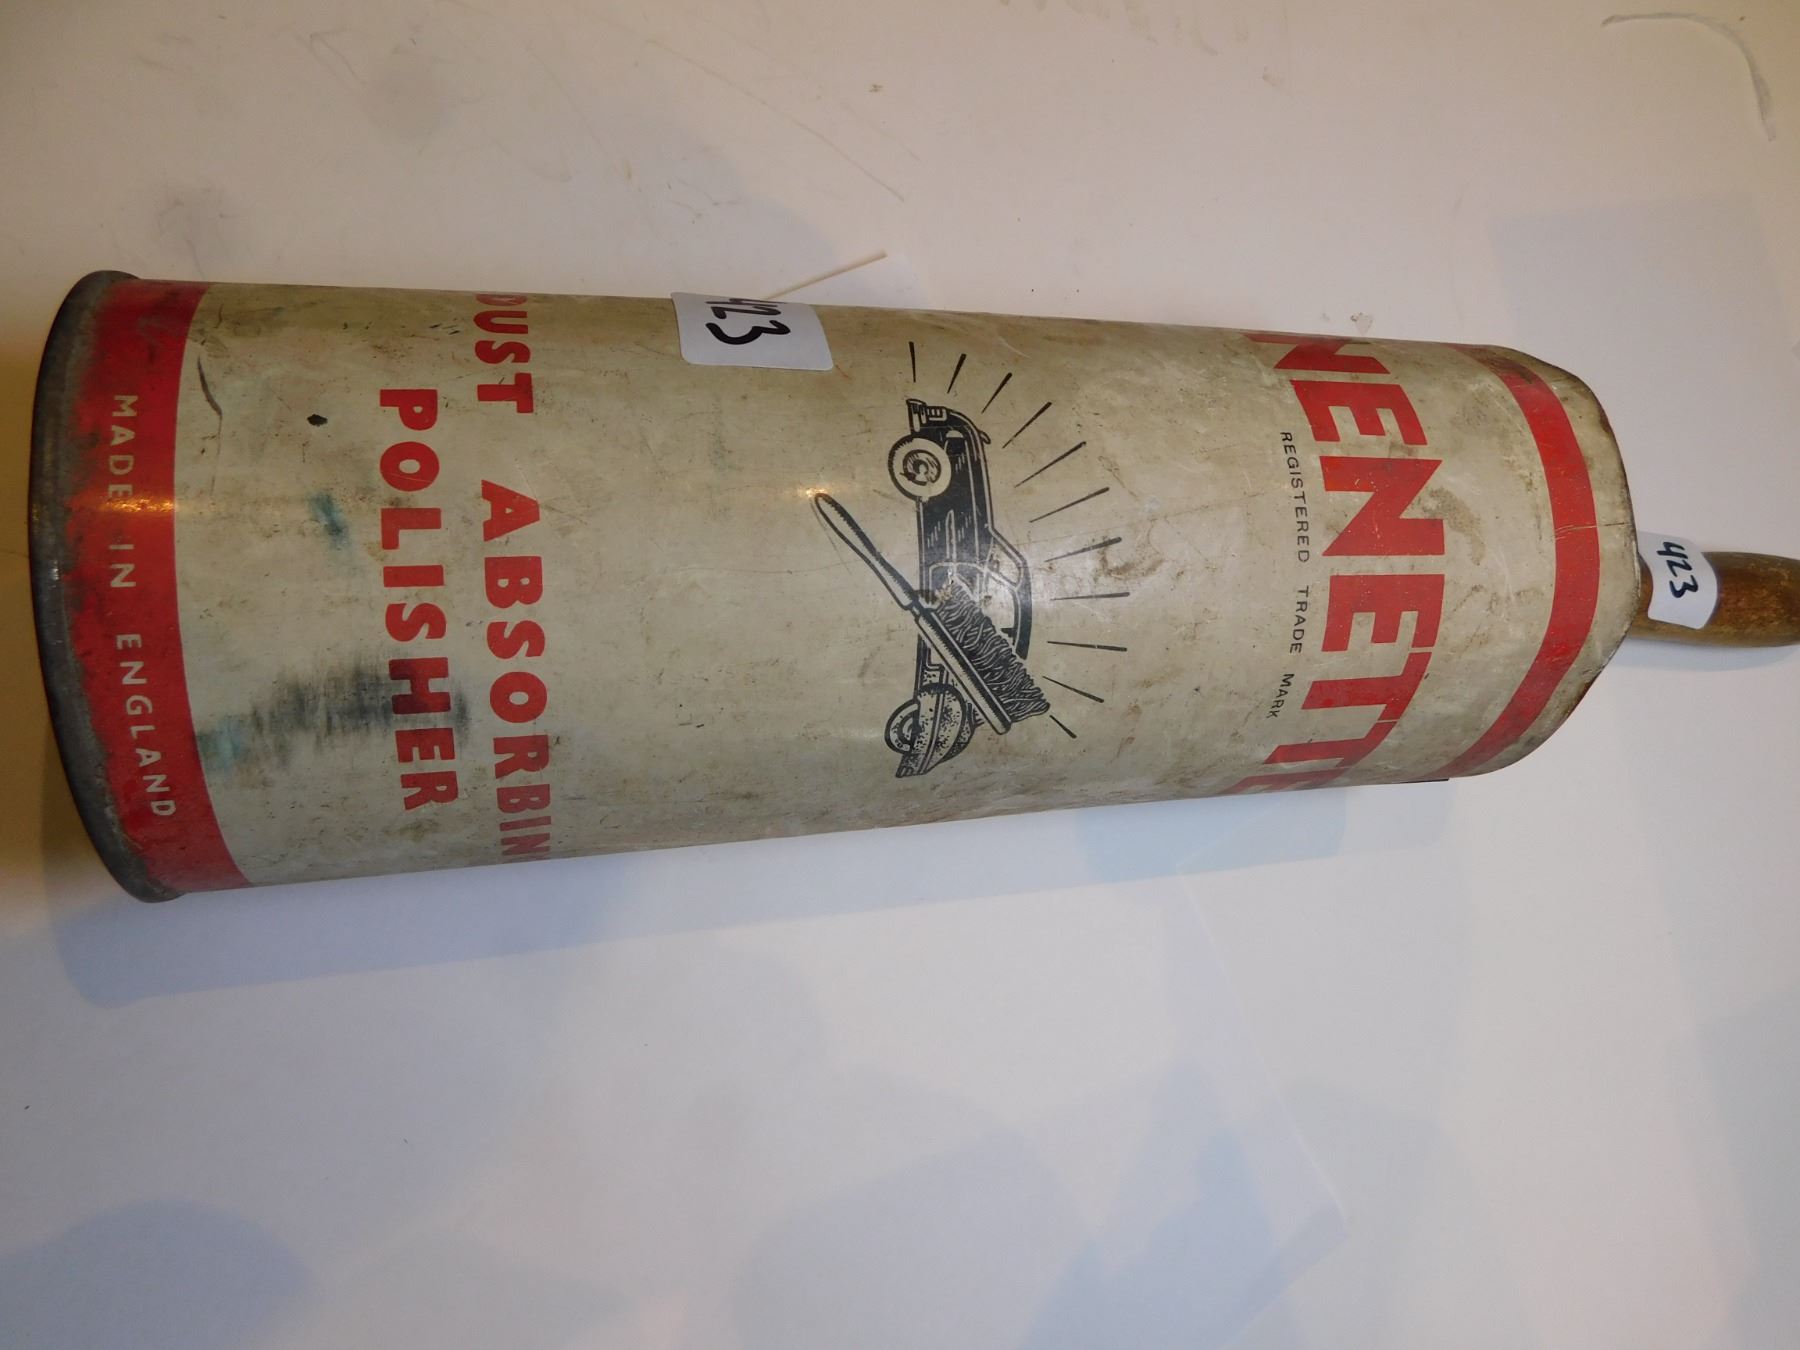 423
NENETTE
REGISTERED TRADE MARK
423
DUST ABSORBIN
POLISHER
MADE IN ENGLAND